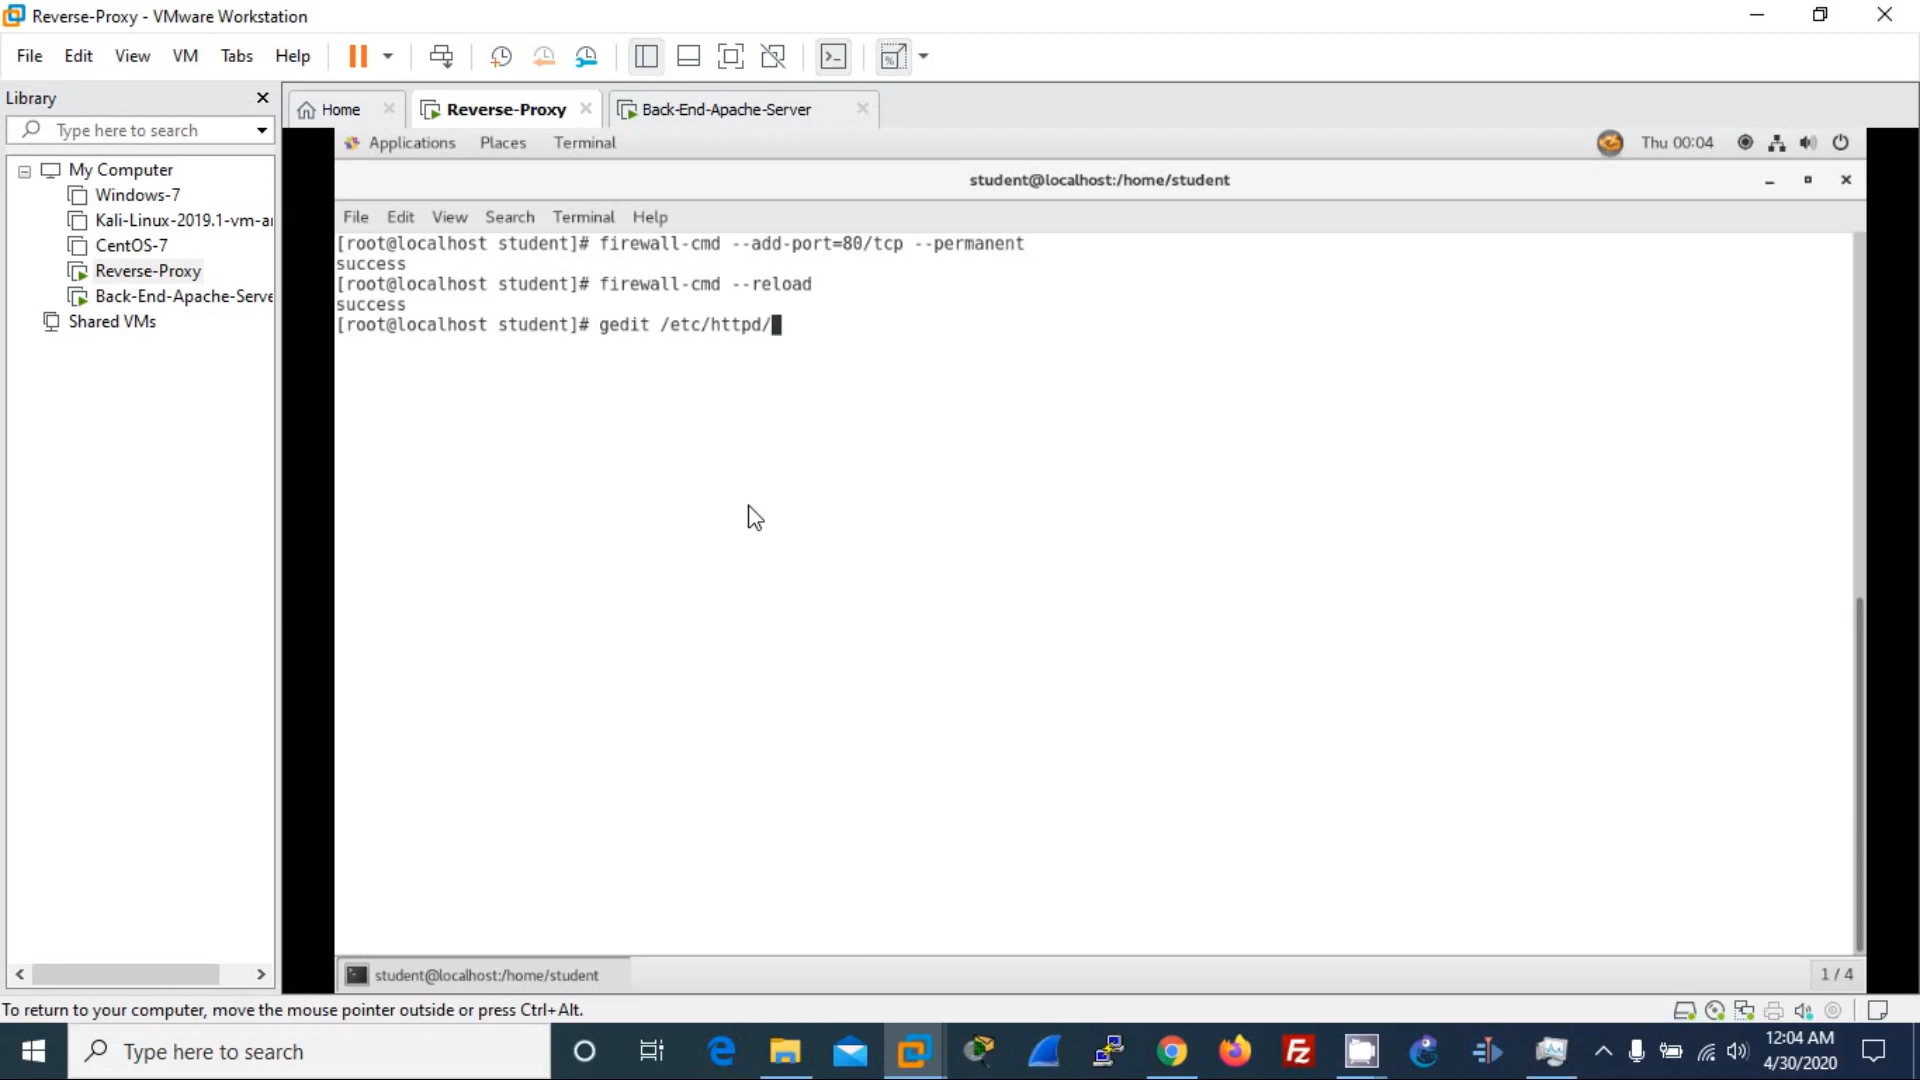 Reverse-Proxy - VMware Workstation
File Edit View VM Tabs Help
Library
Type here to search
My Computer
Windows-7
Kali-Linux-2019.1-vm-a
CentOS-7
Reverse-Proxy
Back-End-Apache-Serve
Shared VMs
Home
Reverse-Proxy
Back-End-Apache-Server
Applications Places Terminal
Thu 00:04
student@localhost:/home/student
File Edit View Search Terminal Help
[root@localhost student]# firewall-cmd --add-port=80/tcp --permanent
success
[root@localhost student]# firewall-cmd --reload
success
[root@localhost student]# gedit /etc/httpd/
student@localhost:/home/student
1 / 4
To return to your computer, move the mouse pointer outside or press Ctrl+Alt.
Type here to search
12:04 AM
4/30/2020